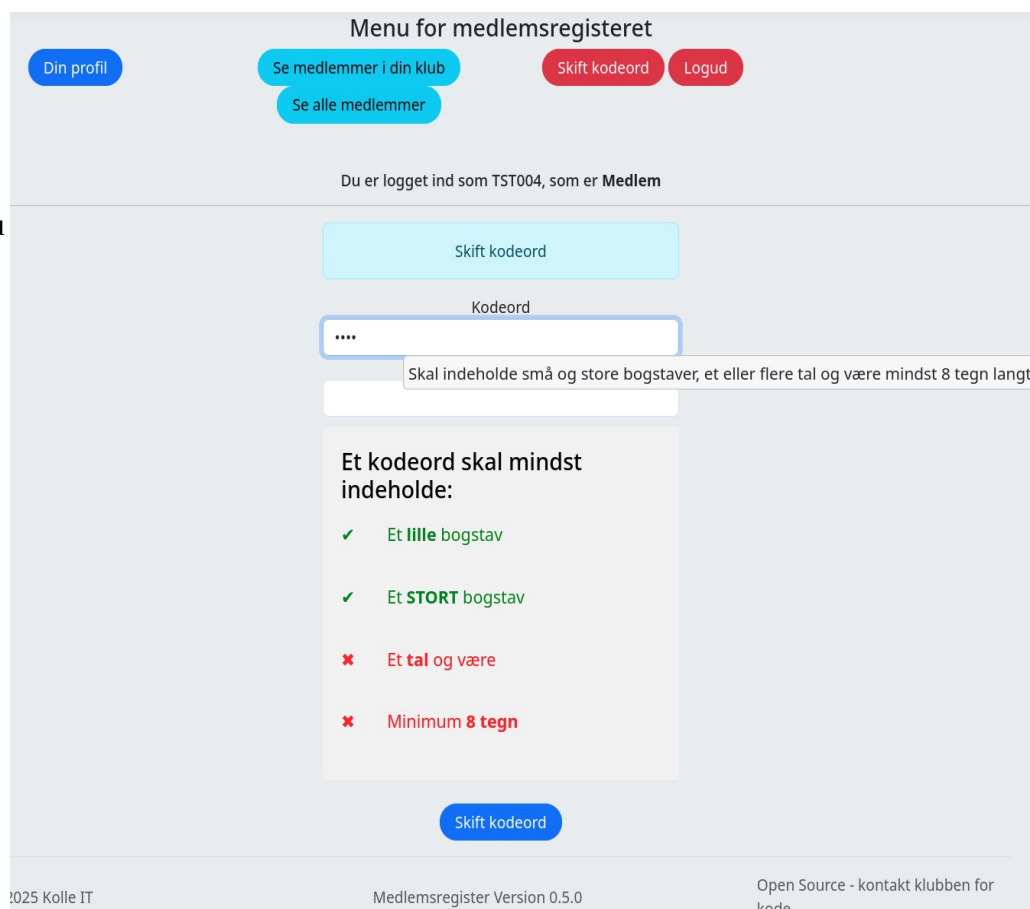 Menu for medlemsregisteret
Din profil
Se medlemmer i din klub
Skift kodeord
Logud
Se alle medlemmer
Du er logget ind som TST004, som er Medlem
Skift kodeord
Kodeord
••••
Skal indeholde små og store bogstaver, et eller flere tal og være mindst 8 tegn langt
Et kodeord skal mindst
indeholde:
✔ Et lille bogstav
✔ Et STORT bogstav
✖ Et tal og være
✖ Minimum 8 tegn
Skift kodeord
2025 Kolle IT
Medlemsregister Version 0.5.0
Open Source - kontakt klubben for
kode